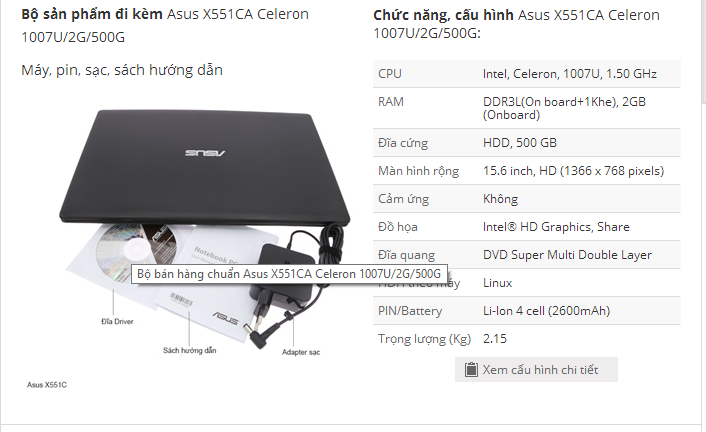 Bộ sản phẩm đi kèm Asus X551CA Celeron
1007U/2G/500G
Máy, pin, sạc, sách hướng dẫn
ASUS
ASUS
Notebook PC
ASUS
Bộ bán hàng chuẩn Asus X551CA Celeron 1007U/2G/500G
Đĩa Driver
Sách hướng dẫn
Adapter sạc
Asus X551C
Chức năng, cấu hình Asus X551CA Celeron
1007U/2G/500G:
CPU Intel, Celeron, 1007U, 1.50 GHz
RAM DDR3L(On board+1Khe), 2GB
(Onboard)
Đĩa cứng HDD, 500 GB
Màn hình rộng 15.6 inch, HD (1366 x 768 pixels)
Cảm ứng Không
Đồ họa Intel® HD Graphics, Share
Đĩa quang DVD Super Multi Double Layer
theo máy Linux
PIN/Battery Li-Ion 4 cell (2600mAh)
Trọng lượng (Kg) 2.15
Xem cấu hình chi tiết